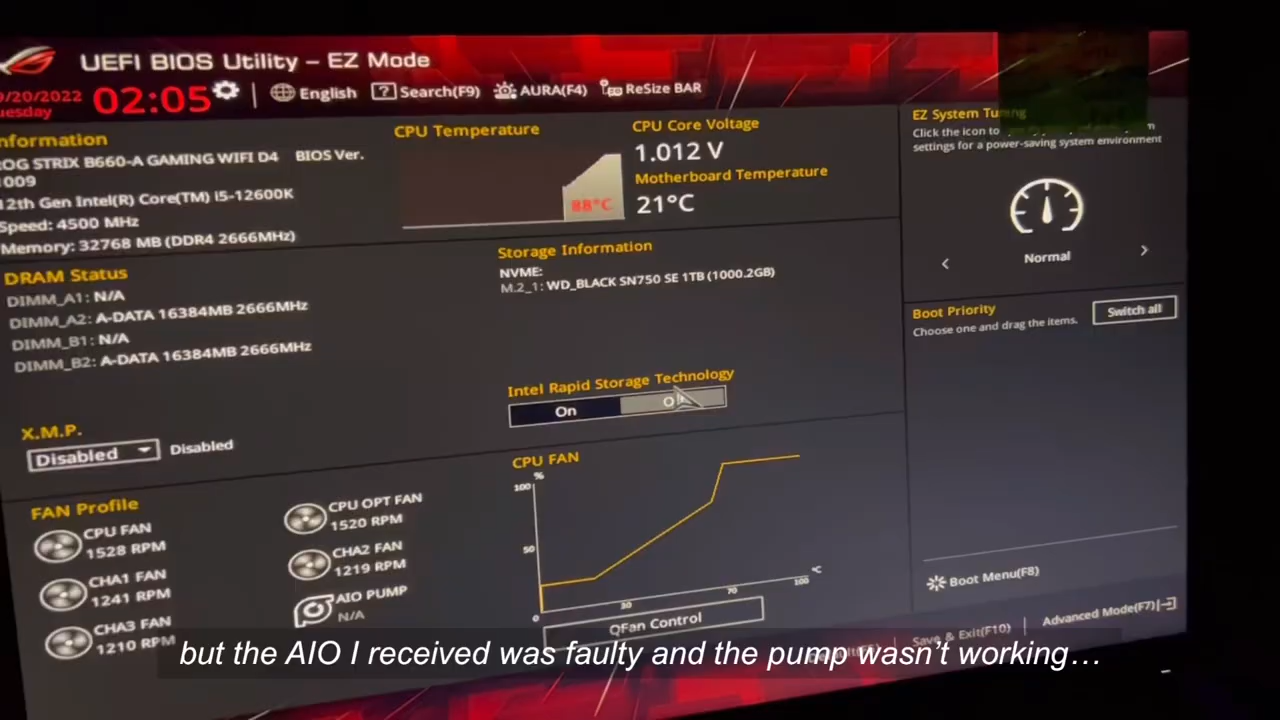 UEFI BIOS Utility – EZ Mode
9/20/2022
uesday
02:05
English
Search(F9)
AURA(F4)
ReSize BAR
nformation
OG STRIX B660-A GAMING WIFI D4 BIOS Ver.
009
12th Gen Intel(R) Core(TM) i5-12600K
Speed: 4500 MHz
Memory: 32768 MB (DDR4 2666MHz)
CPU Temperature
88°C
CPU Core Voltage
1.012 V
Motherboard Temperature
21°C
EZ System Tuning
Click the icon to
settings for a power-saving system environment
Normal
DRAM Status
DIMM_A1: N/A
DIMM_A2: A-DATA 16384MB 2666MHz
DIMM_B1: N/A
DIMM_B2: A-DATA 16384MB 2666MHz
Storage Information
NVME:
M.2_1: WD_BLACK SN750 SE 1TB (1000.2GB)
Boot Priority
Choose one and drag the items.
Switch all
Intel Rapid Storage Technology
On
X.M.P.
Disabled
Disabled
FAN Profile
CPU FAN
1528 RPM
CHA1 FAN
1241 RPM
CHA3 FAN
1210 RPM
CPU OPT FAN
1520 RPM
CHA2 FAN
1219 RPM
AIO PUMP
N/A
CPU FAN
%
100
50
0
30
70
100
°C
QFan Control
Boot Menu(F8)
Save & Exit(F10)
Advanced Mode(F7)
but the AIO I received was faulty and the pump wasn't working…